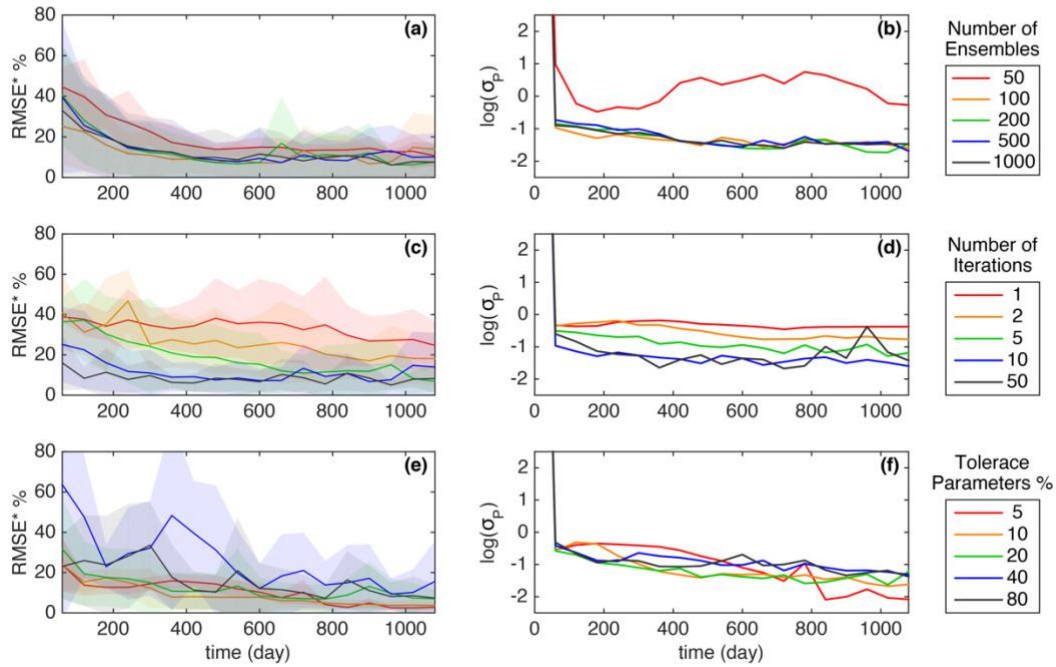 80
60
40
20
0
RMSE* %
(a)
200 400 600 800 1000
2
1
0
-1
-2
log(σp)
(b)
0 200 400 600 800 1000
Number of
Ensembles
50
100
200
500
1000
80
60
40
20
0
RMSE* %
(c)
200 400 600 800 1000
2
1
0
-1
-2
log(σp)
(d)
0 200 400 600 800 1000
Number of
Iterations
1
2
5
10
50
80
60
40
20
0
RMSE* %
(e)
200 400 600 800 1000
time (day)
2
1
0
-1
-2
log(σp)
(f)
0 200 400 600 800 1000
time (day)
Tolerace
Parameters %
5
10
20
40
80